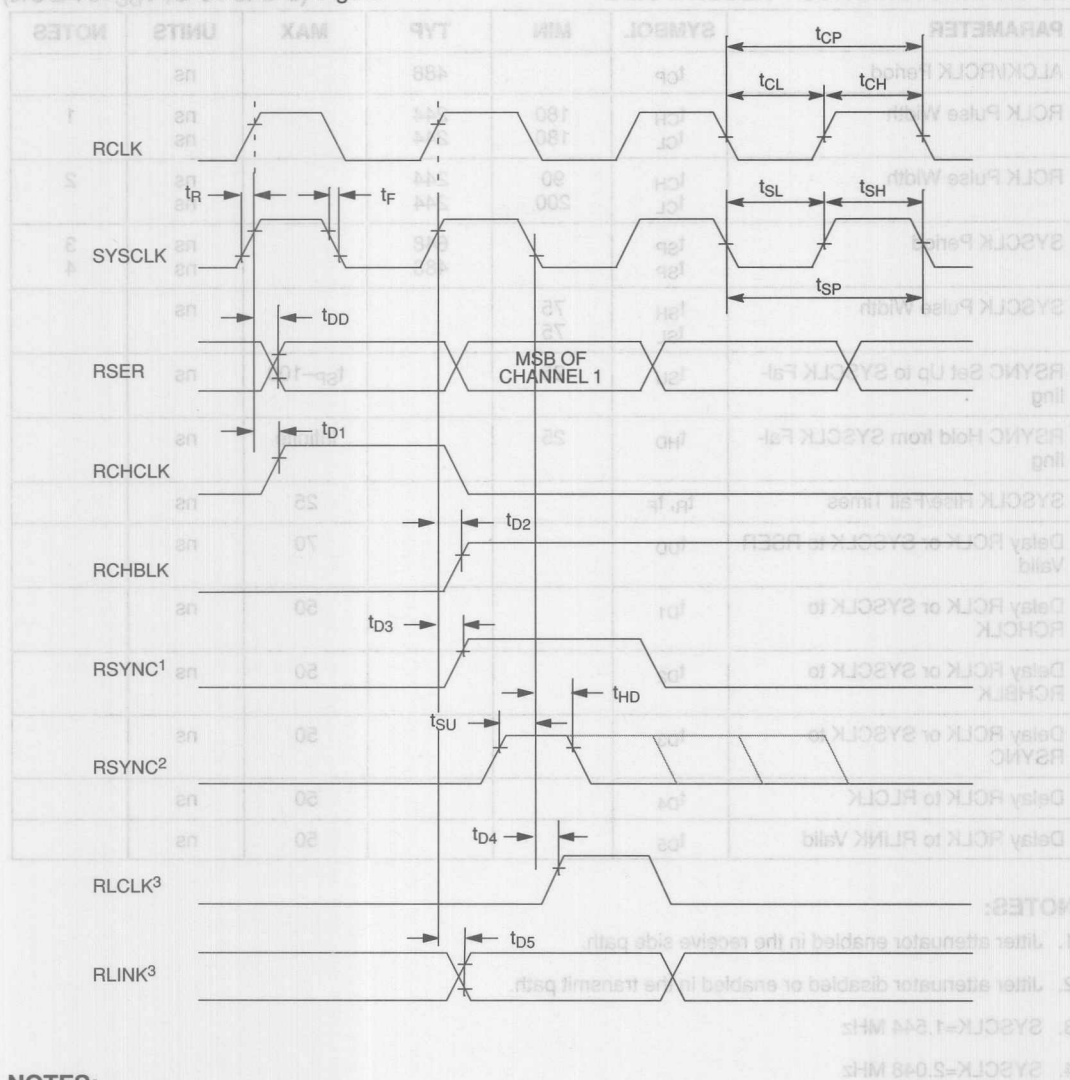 tCP
tCL tCH
RCLK
tR tF tSL tSH
SYSCLK
tSP
tDD
RSER
MSB OF
CHANNEL 1
tD1
RCHCLK
tD2
RCHBLK
tD3
RSYNC¹
tHD
tSU
RSYNC²
tD4
RLCLK³
tD5
RLINK³
NOTES:
PARAMETER SYMBOL MIN TYP MAX UNITS NOTES
ALCKI/RCLK Period tCP 488 ns
RCLK Pulse Width tCH 180 244 ns 1
tCL 180 244 ns
RCLK Pulse Width tCH 90 244 ns 2
tCL 200 244 ns
SYSCLK Period tSP 648 ns 3
tSP 488 ns 4
SYSCLK Pulse Width tSH 75 ns
tSL 75
RSYNC Set Up to SYSCLK Fal-
ling
tSU ns
RSYNC Hold from SYSCLK Fal-
ling
tHD 25 ns
SYSCLK Rise/Fall Times tR, tF 25 ns
Delay RCLK or SYSCLK to RSER
Valid
tDD 70 ns
Delay RCLK or SYSCLK to
RCHCLK
tD1 50 ns
Delay RCLK or SYSCLK to
RCHBLK
tD2 50 ns
Delay RCLK or SYSCLK to
RSYNC
tD3 50 ns
Delay RCLK to RLCLK tD4 50 ns
Delay RCLK to RLINK Valid tD5 50 ns
NOTES:
1. Jitter attenuator enabled in the receive side path.
2. Jitter attenuator disabled or enabled in the transmit path.
3. SYSCLK=1.544 MHz
4. SYSCLK=2.048 MHz